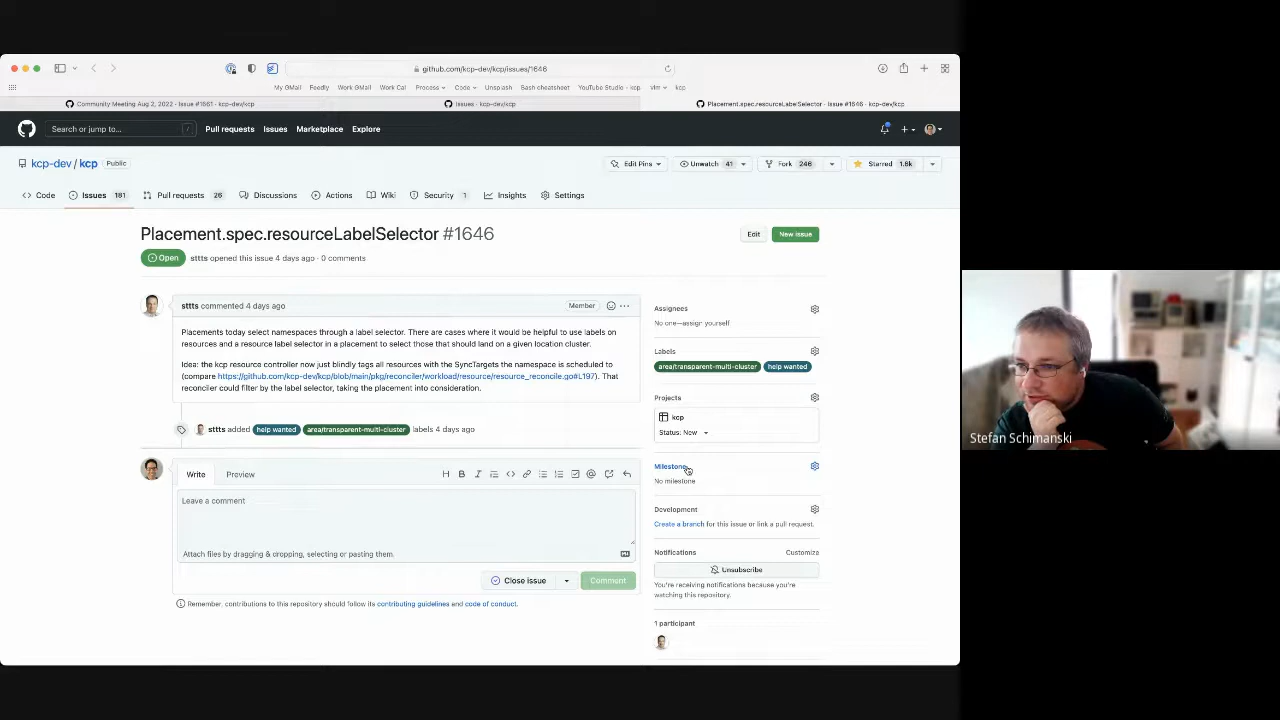 github.com/kcp-dev/kcp/issues/1646
My GMail Feedly Work GMail Work Cal Process Code Unsplash Bash cheatsheet YouTube Studio - kcp vim kcp
Community Meeting Aug 2, 2022 · Issue #1661 · kcp-dev/kcp
Issues · kcp-dev/kcp
Placement.spec.resourceLabelSelector · Issue #1646 · kcp-dev/kcp
Search or jump to... /
Pull requests Issues Marketplace Explore
kcp-dev / kcp Public
Edit Pins Unwatch 41 Fork 246 Starred 1.6k
Code Issues 181 Pull requests 26 Discussions Actions Wiki Security 1 Insights Settings
Placement.spec.resourceLabelSelector #1646
Edit New issue
Open sttts opened this issue 4 days ago · 0 comments
sttts commented 4 days ago Member
Placements today select namespaces through a label selector. There are cases where it would be helpful to use labels on
resources and a resource label selector in a placement to select those that should land on a given location cluster.
Idea: the kcp resource controller now just blindly tags all resources with the SyncTargets the namespace is scheduled to
(compare https://github.com/kcp-dev/kcp/blob/main/pkg/reconciler/workload/resource/resource_reconcile.go#L197). That
reconciler could filter by the label selector, taking the placement into consideration.
sttts added help wanted area/transparent-multi-cluster labels 4 days ago
Write Preview
Leave a comment
Attach files by dragging & dropping, selecting or pasting them.
Close issue Comment
Remember, contributions to this repository should follow its contributing guidelines and code of conduct.
Assignees
No one—assign yourself
Labels
area/transparent-multi-cluster help wanted
Projects
kcp
Status: New
Milestone
No milestone
Development
Create a branch for this issue or link a pull request.
Notifications Customize
Unsubscribe
You're receiving notifications because you're
watching this repository.
1 participant
Stefan Schimanski